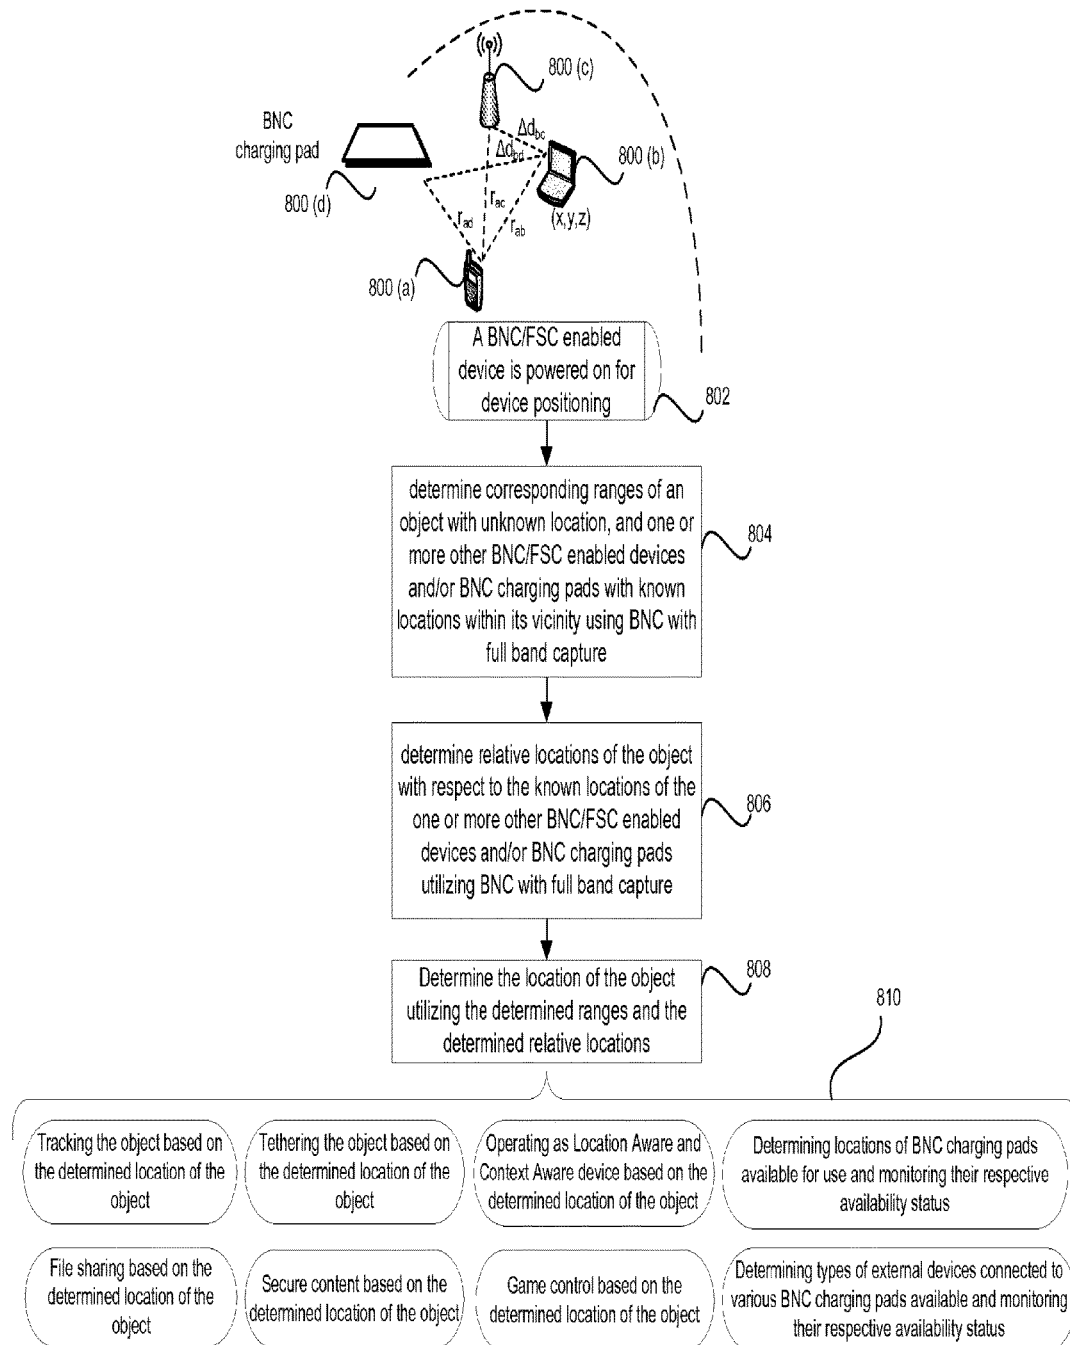 800 (c)
BNC
charging pad
Δd_bc
Δd_bd
800 (b)
800 (d)
r_ac
(x,y,z)
r_ad
r_ab
800 (a)
A BNC/FSC enabled
device is powered on for
device positioning
802
determine corresponding ranges of an
object with unknown location, and one or
more other BNC/FSC enabled devices
and/or BNC charging pads with known
locations within its vicinity using BNC with
full band capture
804
determine relative locations of the object
with respect to the known locations of the
one or more other BNC/FSC enabled
devices and/or BNC charging pads
utilizing BNC with full band capture
806
Determine the location of the object
utilizing the determined ranges and the
determined relative locations
808
810
Tracking the object based on
the determined location of the
object
Tethering the object based on
the determined location of the
object
Operating as Location Aware and
Context Aware device based on the
determined location of the object
Determining locations of BNC charging pads
available for use and monitoring their respective
availability status
File sharing based on the
determined location of the
object
Secure content based on the
determined location of the object
Game control based on the
determined location of the object
Determining types of external devices connected to
various BNC charging pads available and monitoring
their respective availability status